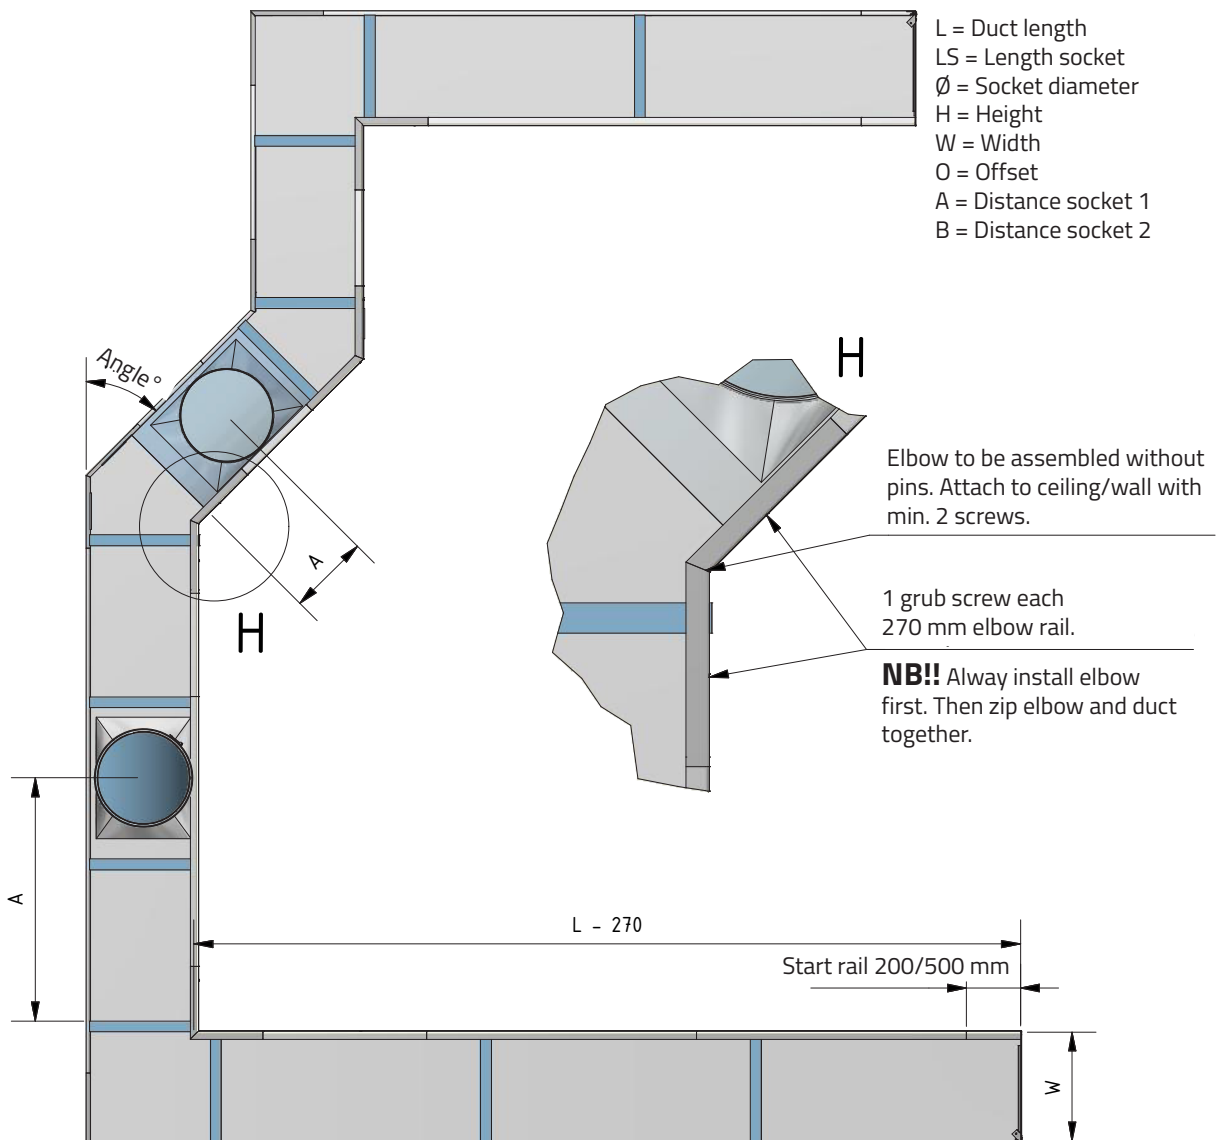 L = Duct length
LS = Length socket
Ø = Socket diameter
H = Height
W = Width
O = Offset
A = Distance socket 1
B = Distance socket 2
Angle°
H
Elbow to be assembled without
pins. Attach to ceiling/wall with
min. 2 screws.
A
1 grub screw each
270 mm elbow rail.
H
NB!! Alway install elbow
first. Then zip elbow and duct
together.
A
L - 270
Start rail 200/500 mm
W